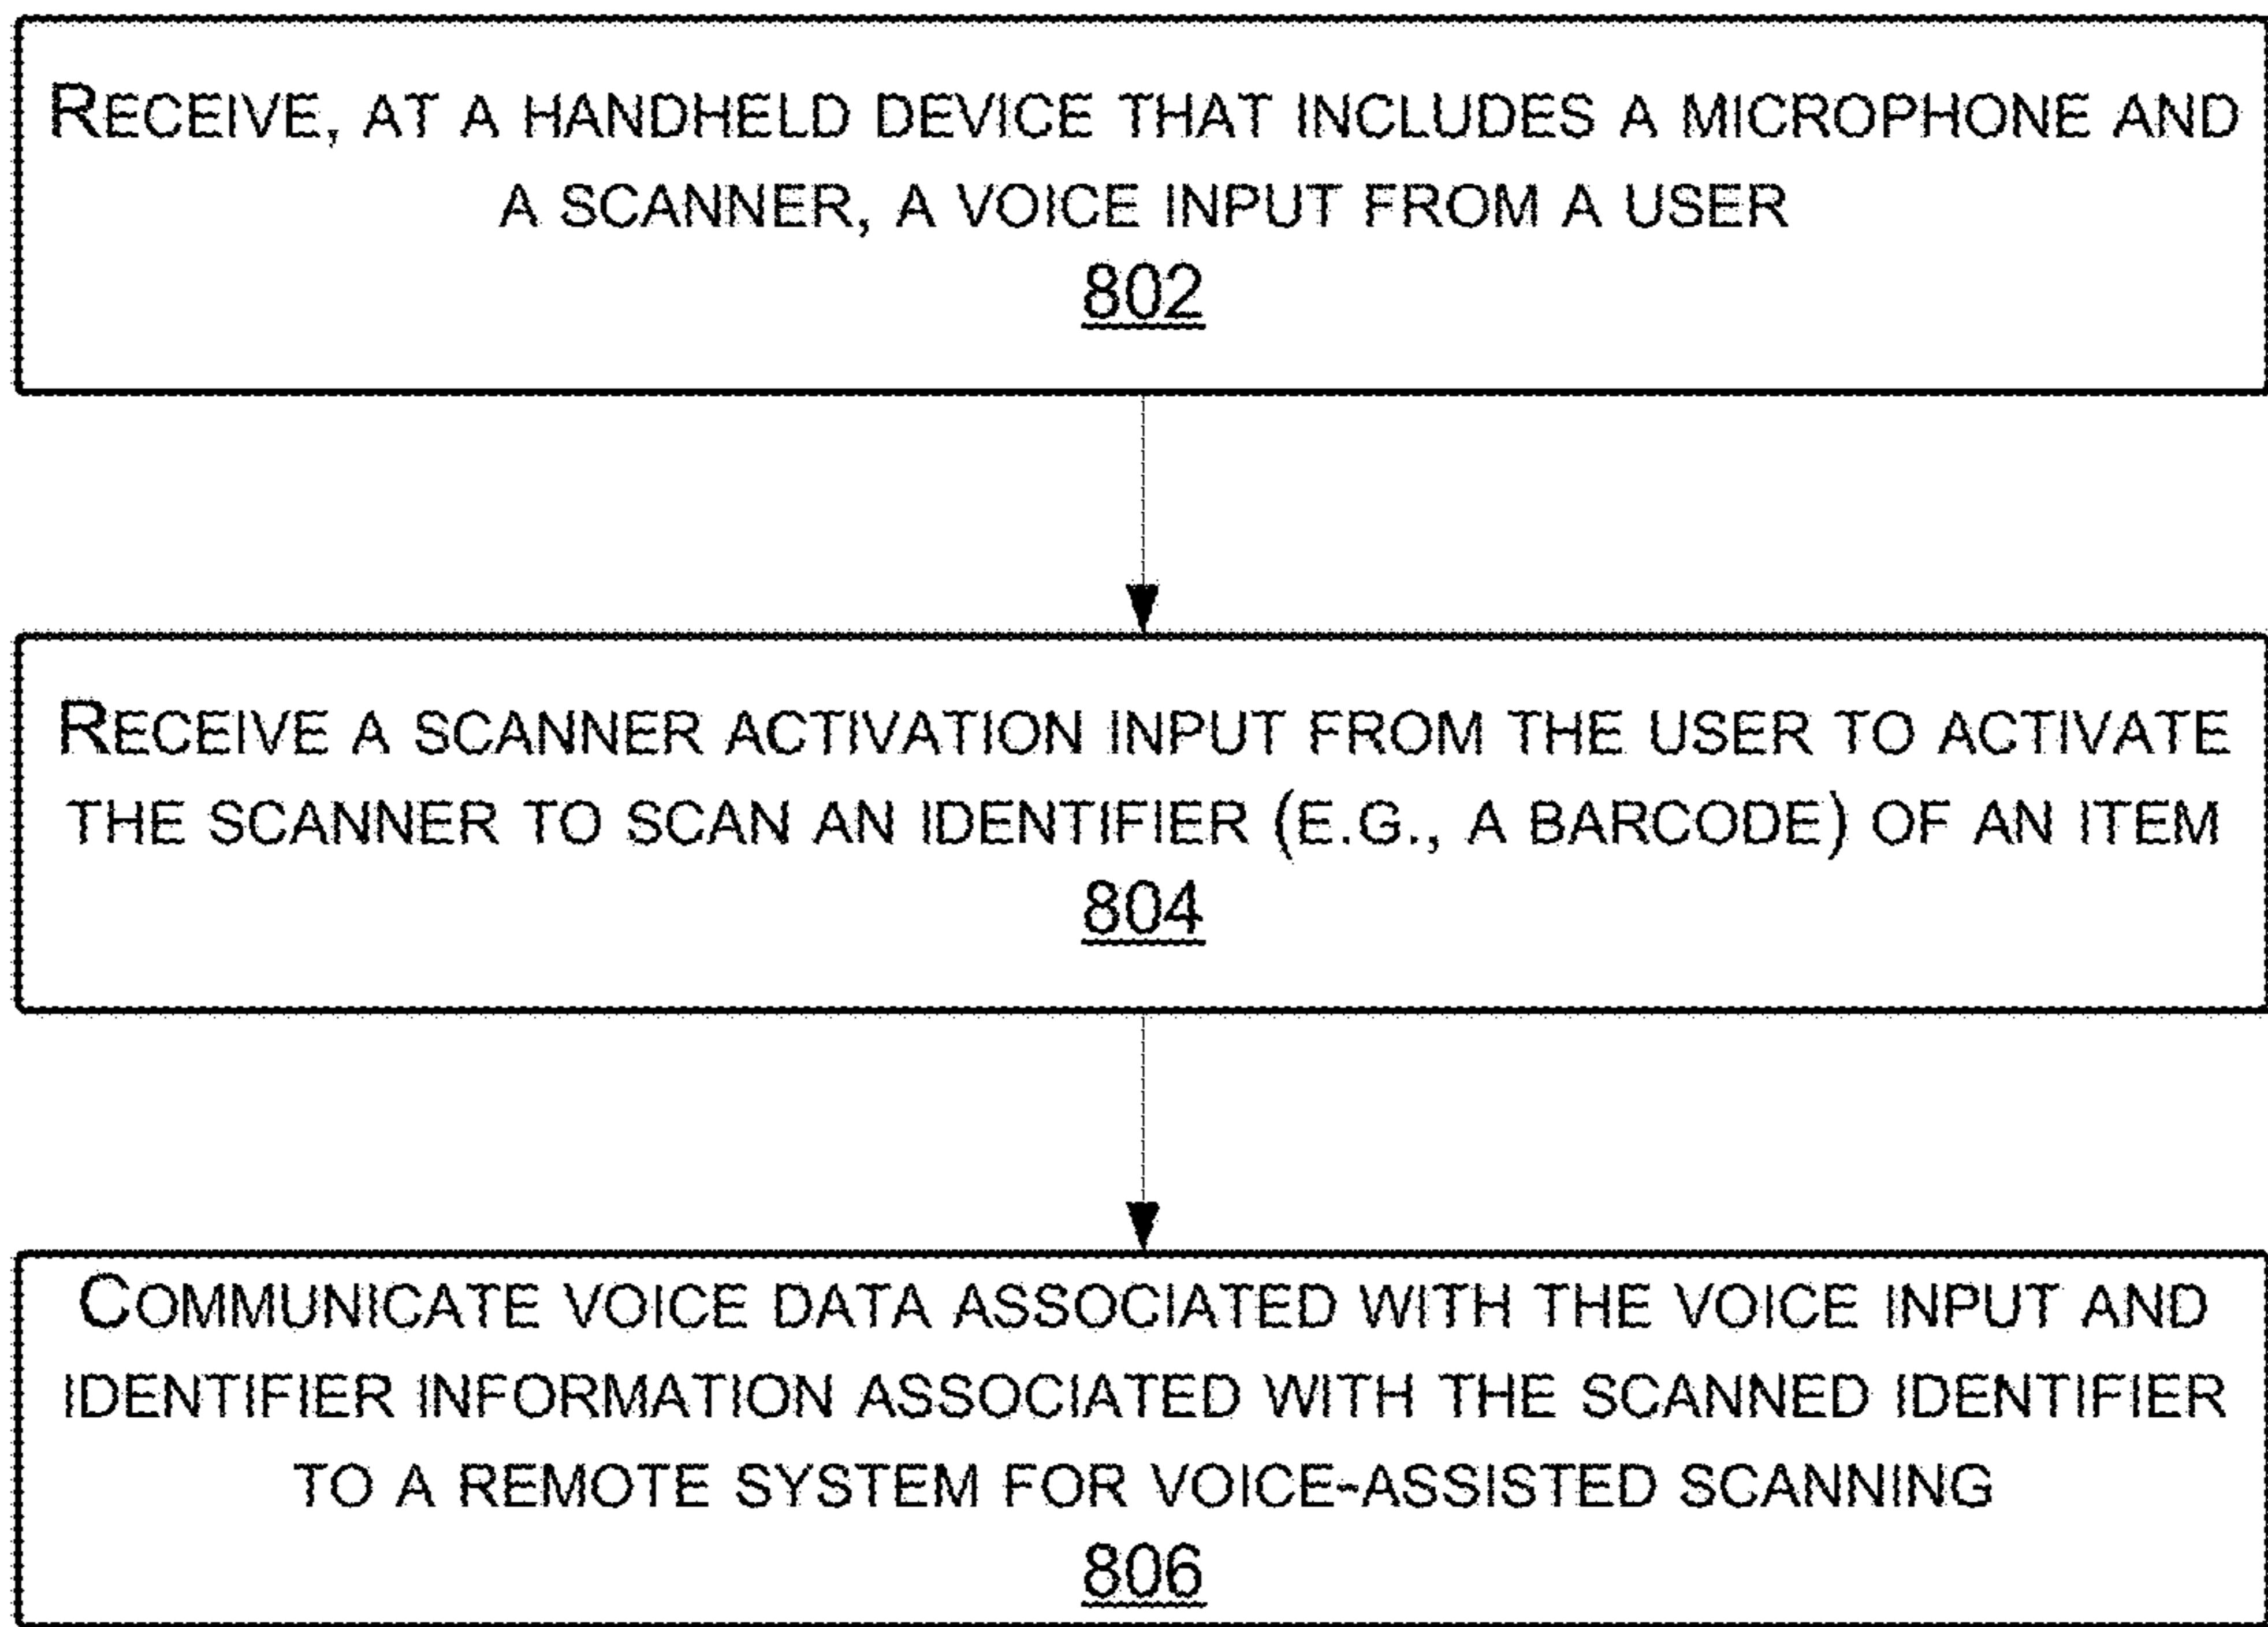 RECEIVE, AT A HANDHELD DEVICE THAT INCLUDES A MICROPHONE AND
A SCANNER, A VOICE INPUT FROM A USER
802
RECEIVE A SCANNER ACTIVATION INPUT FROM THE USER TO ACTIVATE
THE SCANNER TO SCAN AN IDENTIFIER (E.G., A BARCODE) OF AN ITEM
804
COMMUNICATE VOICE DATA ASSOCIATED WITH THE VOICE INPUT AND
IDENTIFIER INFORMATION ASSOCIATED WITH THE SCANNED IDENTIFIER
TO A REMOTE SYSTEM FOR VOICE-ASSISTED SCANNING
806